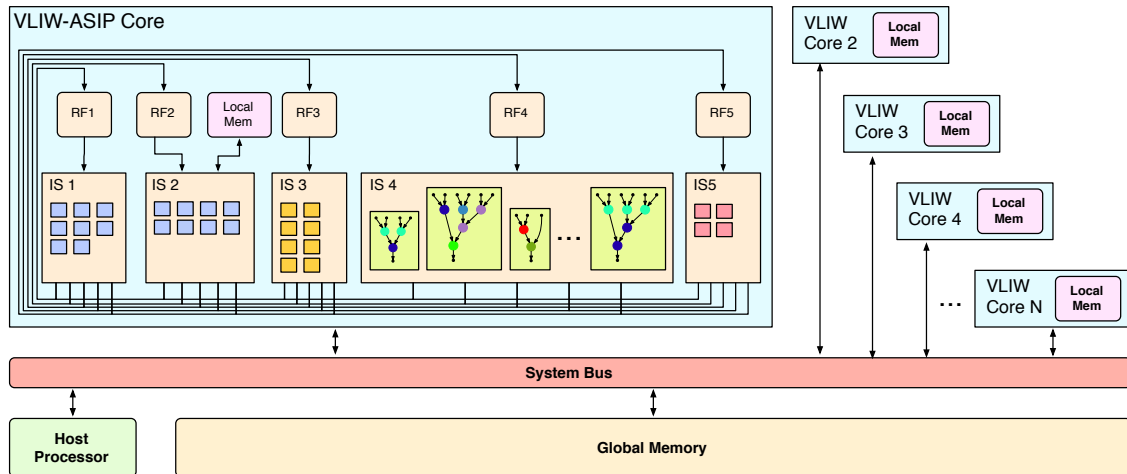 VLIW-ASIP Core
RF1
RF2
Local
Mem
RF3
RF4
RF5
IS 1
IS 2
IS 3
IS 4
...
IS5
VLIW
Core 2
Local
Mem
VLIW
Core 3
Local
Mem
VLIW
Core 4
Local
Mem
...
VLIW
Core N
Local
Mem
System Bus
Host
Processor
Global Memory